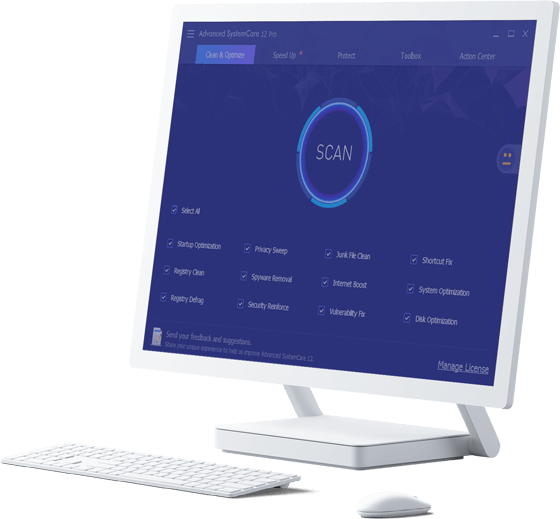 Advanced SystemCare 12 Pro
Clean & Optimize Speed Up Protect Toolbox Action Center
SCAN
Select All
Startup Optimization Privacy Sweep Junk File Clean Shortcut Fix
Registry Clean Spyware Removal Internet Boost System Optimization
Registry Defrag Security Reinforce Vulnerability Fix Disk Optimization
Send your feedback and suggestions.
Share your unique experience to help us improve Advanced SystemCare 12.
Manage License